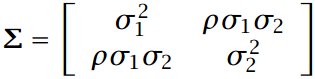 Σ = [ σ₁² ρσ₁σ₂
ρσ₁σ₂ σ₂² ]